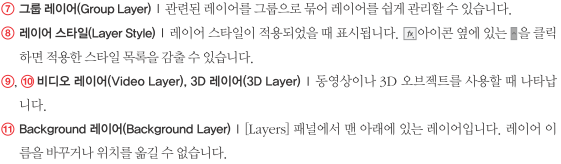 ⑦ 그룹 레이어(Group Layer) | 관련된 레이어를 그룹으로 묶어 레이어를 쉽게 관리할 수 있습니다.
⑧ 레이어 스타일(Layer Style) | 레이어 스타일이 적용되었을 때 표시됩니다. fx 아이콘 옆에 있는 을 클릭
하면 적용한 스타일 목록을 감출 수 있습니다.
⑨, ⑩ 비디오 레이어(Video Layer), 3D 레이어(3D Layer) | 동영상이나 3D 오브젝트를 사용할 때 나타납
니다.
⑪ Background 레이어(Background Layer) | [Layers] 패널에서 맨 아래에 있는 레이어입니다. 레이어 이
름을 바꾸거나 위치를 옮길 수 없습니다.